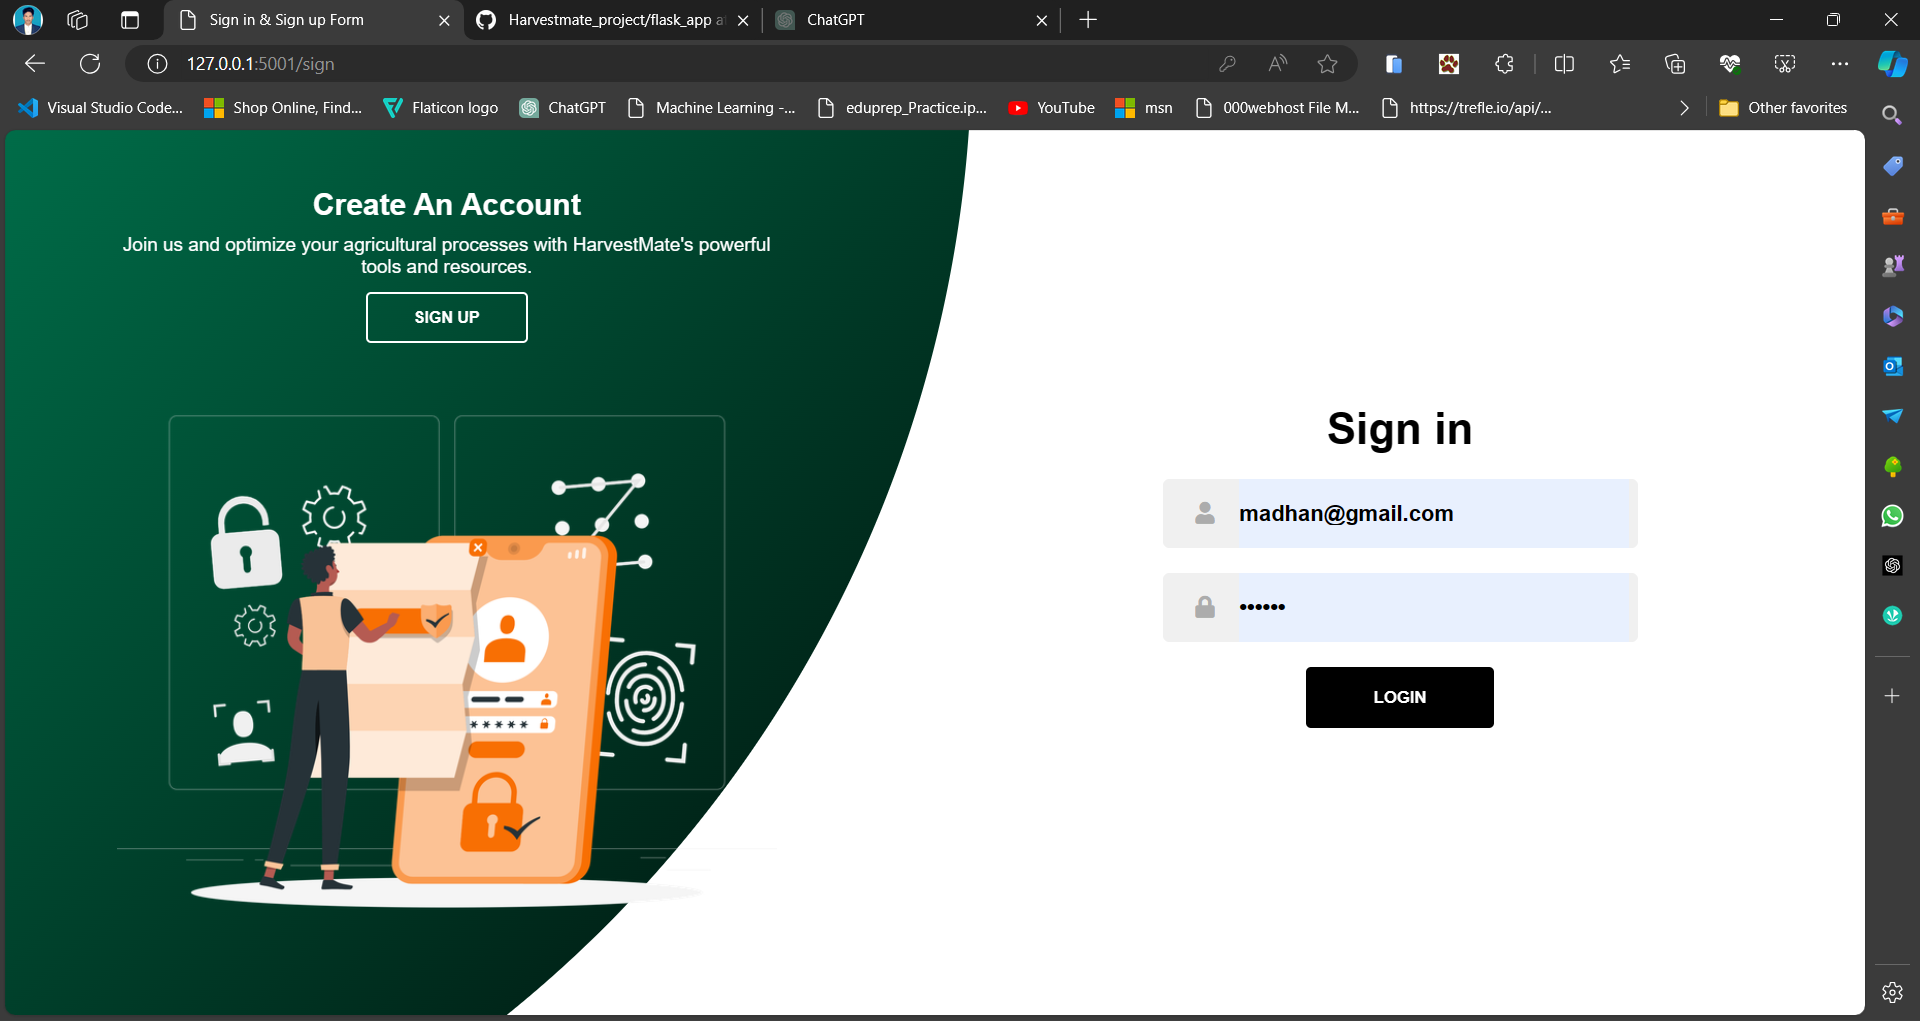 Sign in & Sign up Form
Harvestmate_project/flask_app at
ChatGPT
127.0.0.1:5001/sign
Visual Studio Code...
Shop Online, Find...
Flaticon logo
ChatGPT
Machine Learning -...
eduprep_Practice.ip...
YouTube
msn
000webhost File M...
https://trefle.io/api/...
Other favorites
Create An Account
Join us and optimize your agricultural processes with HarvestMate's powerful
tools and resources.
SIGN UP
Sign in
madhan@gmail.com
••••••
LOGIN
*****